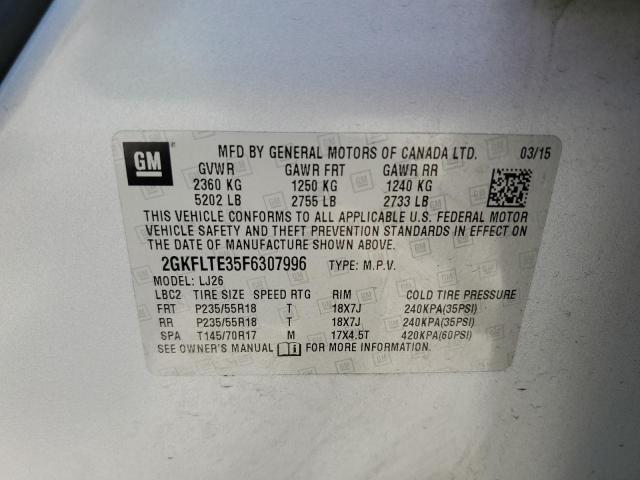 GM
MFD BY GENERAL MOTORS OF CANADA LTD. 03/15
GVWR GAWR FRT GAWR RR
2360 KG 1250 KG 1240 KG
5202 LB 2755 LB 2733 LB
THIS VEHICLE CONFORMS TO ALL APPLICABLE U.S. FEDERAL MOTOR
VEHICLE SAFETY AND THEFT PREVENTION STANDARDS IN EFFECT ON
THE DATE OF MANUFACTURE SHOWN ABOVE.
2GKFLTE35F6307996 TYPE: M.P.V.
MODEL: LJ26
LBC2 TIRE SIZE SPEED RTG RIM COLD TIRE PRESSURE
FRT P235/55R18 T 18X7J 240KPA(35PSI)
RR P235/55R18 T 18X7J 240KPA(35PSI)
SPA T145/70R17 M 17X4.5T 420KPA(60PSI)
SEE OWNER'S MANUAL FOR MORE INFORMATION.